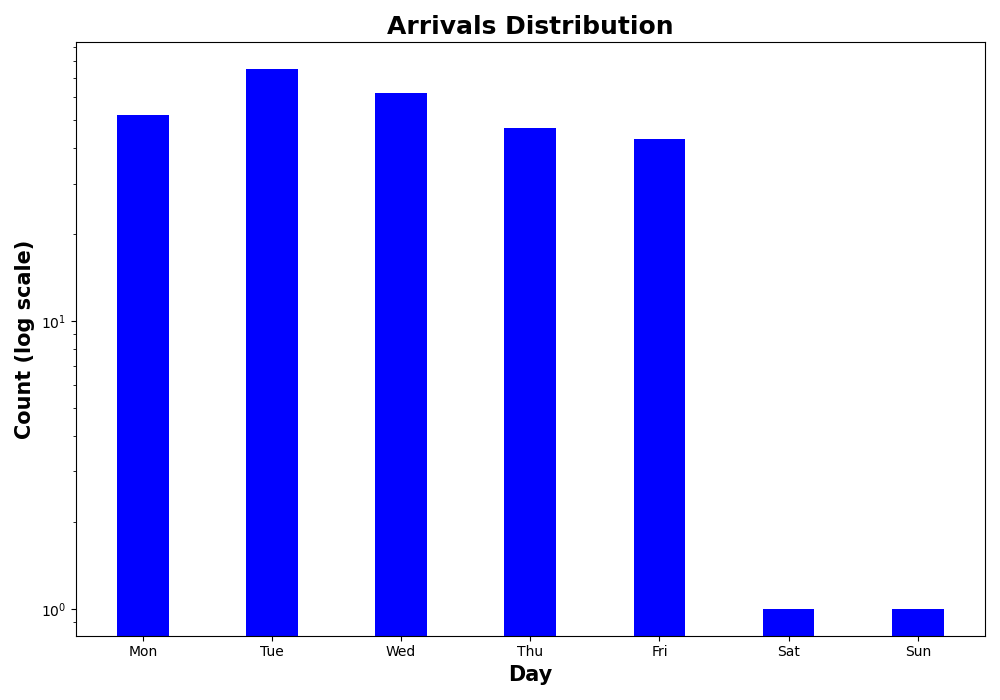 Arrivals Distribution
Count (log scale)
10¹
10⁰
Mon Tue Wed Thu Fri Sat Sun
Day